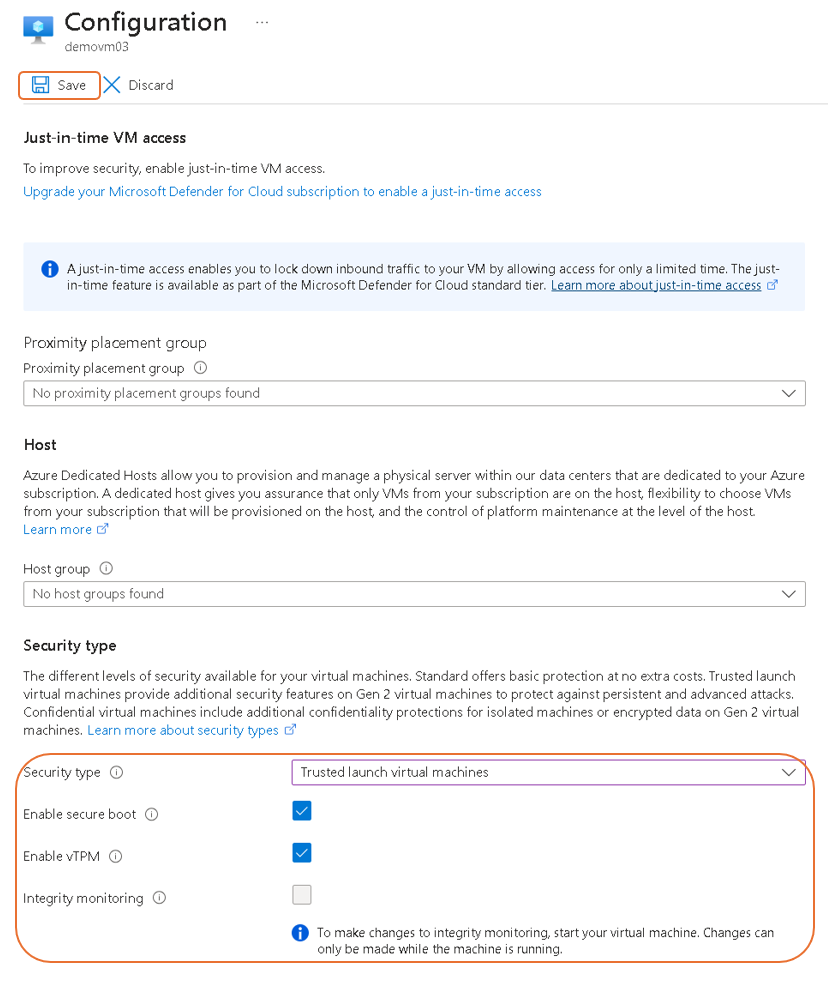 Configuration ...
demovm03
Save Discard
Just-in-time VM access
To improve security, enable just-in-time VM access.
Upgrade your Microsoft Defender for Cloud subscription to enable a just-in-time access
A just-in-time access enables you to lock down inbound traffic to your VM by allowing access for only a limited time. The just-
in-time feature is available as part of the Microsoft Defender for Cloud standard tier. Learn more about just-in-time access
Proximity placement group
Proximity placement group
No proximity placement groups found
Host
Azure Dedicated Hosts allow you to provision and manage a physical server within our data centers that are dedicated to your Azure
subscription. A dedicated host gives you assurance that only VMs from your subscription are on the host, flexibility to choose VMs
from your subscription that will be provisioned on the host, and the control of platform maintenance at the level of the host.
Learn more
Host group
No host groups found
Security type
The different levels of security available for your virtual machines. Standard offers basic protection at no extra costs. Trusted launch
virtual machines provide additional security features on Gen 2 virtual machines to protect against persistent and advanced attacks.
Confidential virtual machines include additional confidentiality protections for isolated machines or encrypted data on Gen 2 virtual
machines. Learn more about security types
Security type Trusted launch virtual machines
Enable secure boot
Enable vTPM
Integrity monitoring
To make changes to integrity monitoring, start your virtual machine. Changes can
only be made while the machine is running.